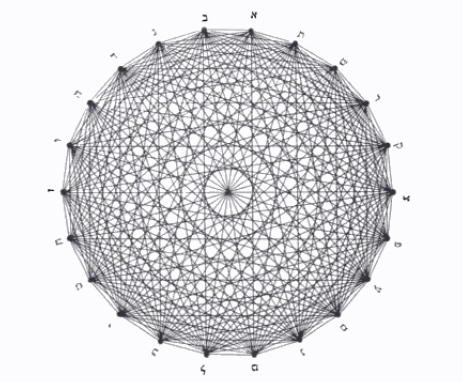 א
ב
ג
ד
ה
ו
ז
ח
ט
י
כ
ל
מ
נ
ס
ע
פ
צ
ק
ר
ש
ת